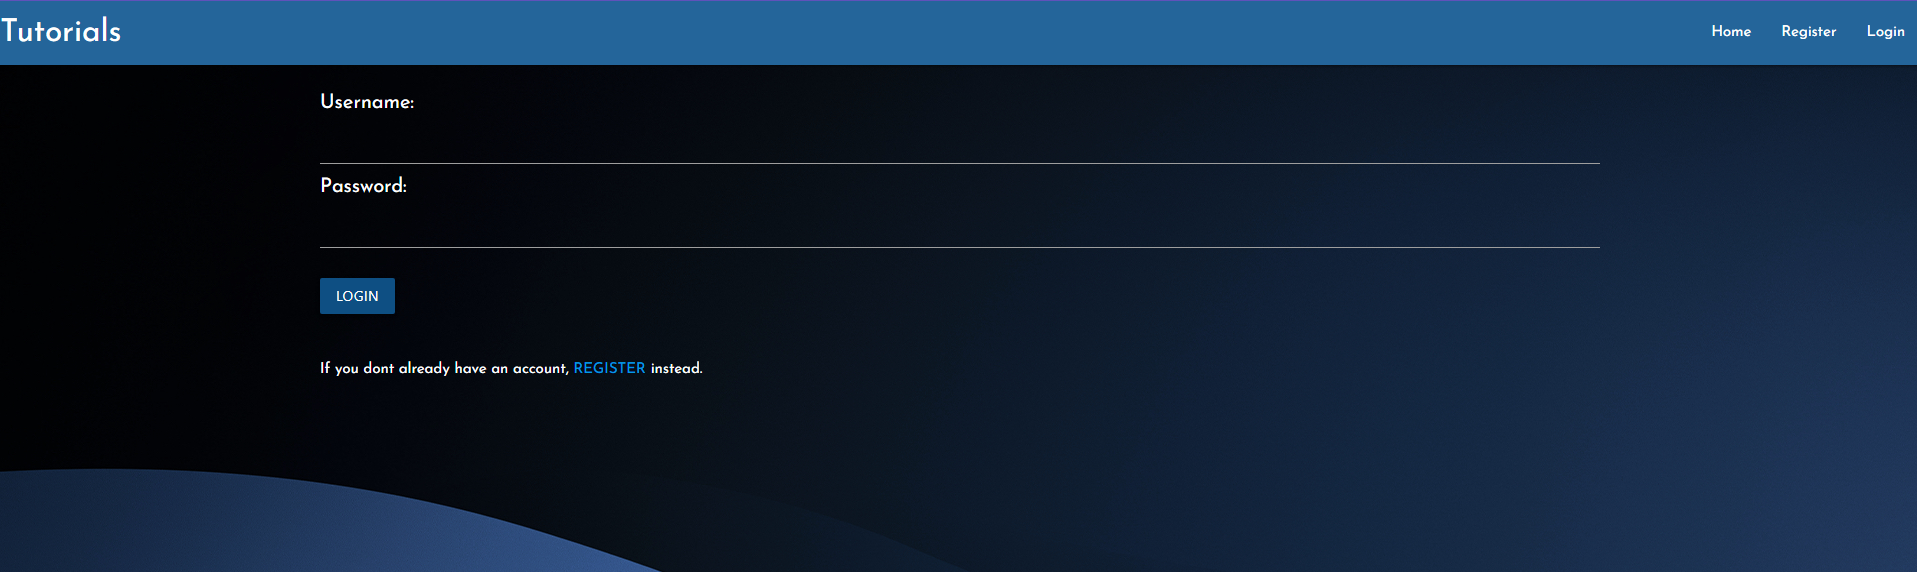 Tutorials
Home Register Login
Username:
Password:
LOGIN
If you dont already have an account, REGISTER instead.